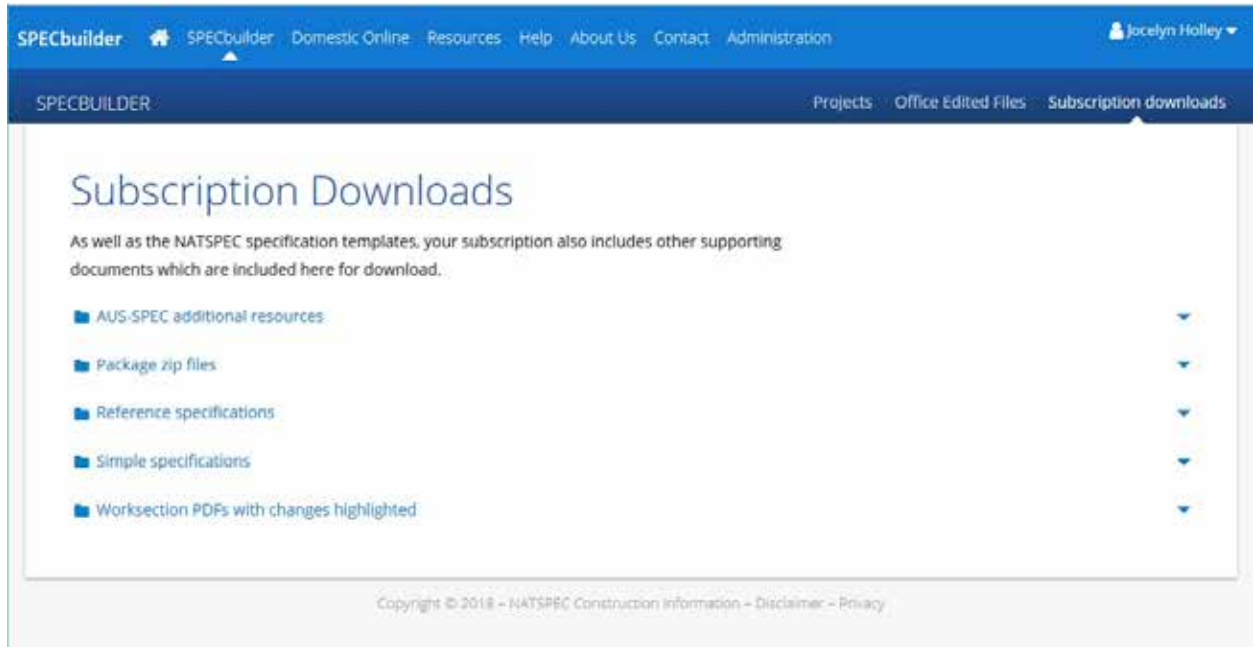 SPECbuilder SPECbuilder Domestic Online Resources Help About Us Contact Administration Jocelyn Holley
SPECBUILDER Projects Office Edited Files Subscription downloads
Subscription Downloads
As well as the NATSPEC specification templates, your subscription also includes other supporting
documents which are included here for download.
AUS-SPEC additional resources
Package zip files
Reference specifications
Simple specifications
Worksection PDFs with changes highlighted
Copyright © 2018 – NATSPEC Construction Information – Disclaimer – Privacy